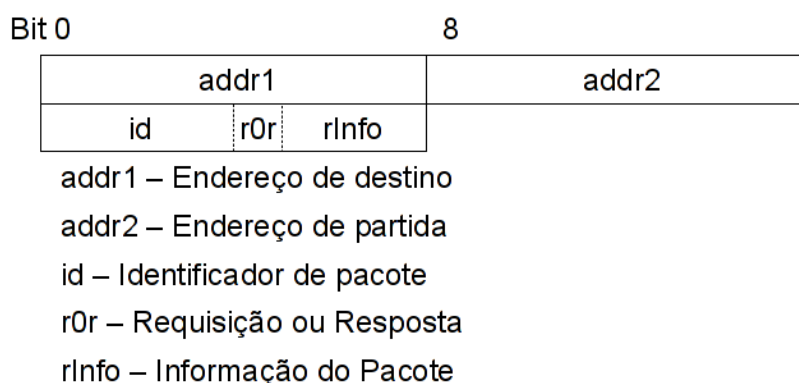 Bit 0 8
addr1 addr2
id r0r rInfo
addr1 – Endereço de destino
addr2 – Endereço de partida
id – Identificador de pacote
r0r – Requisição ou Resposta
rInfo – Informação do Pacote